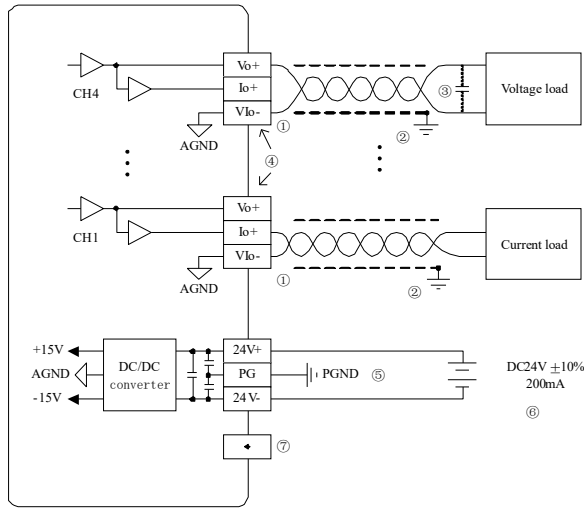 Vo+
Io+
VIo-
CH4
AGND
①
②
③
Voltage load
④
Vo+
Io+
VIo-
CH1
AGND
①
②
Current load
+15V
AGND
-15V
DC/DC
converter
24V+
PG
24V-
PGND
⑤
DC24V ±10%
200mA
⑥
⑦